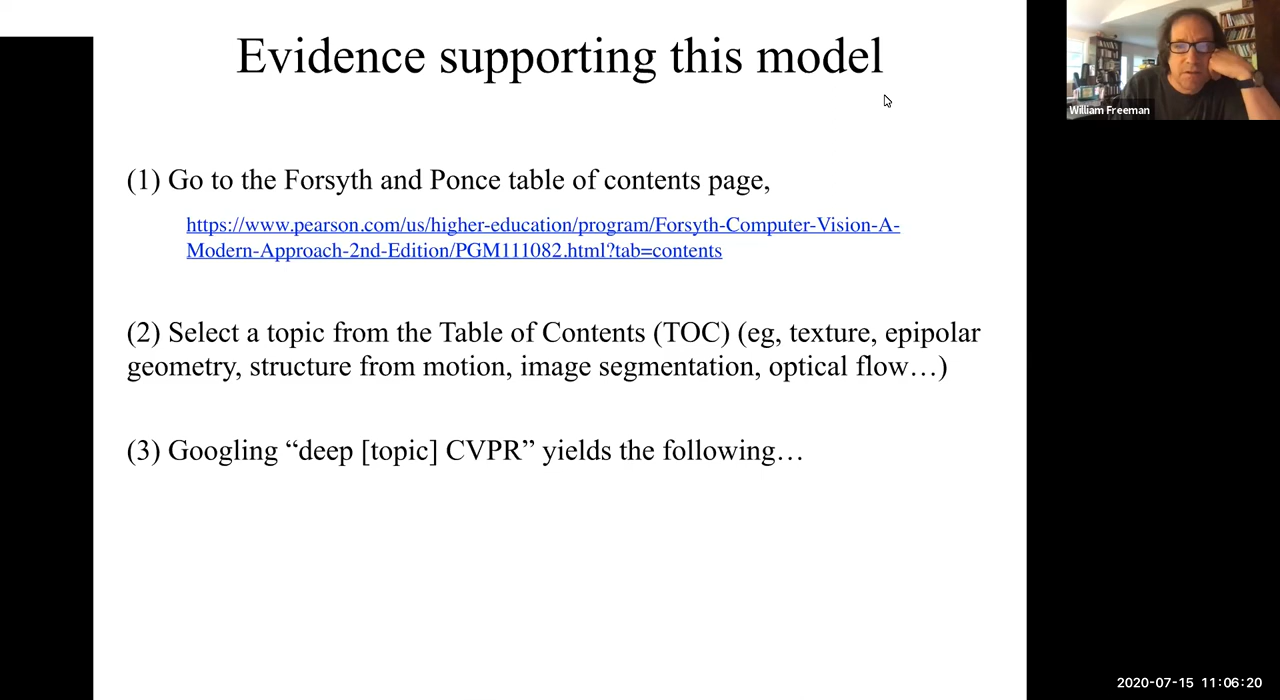 Evidence supporting this model
William Freeman
(1) Go to the Forsyth and Ponce table of contents page,
https://www.pearson.com/us/higher-education/program/Forsyth-Computer-Vision-A-
Modern-Approach-2nd-Edition/PGM111082.html?tab=contents
(2) Select a topic from the Table of Contents (TOC) (eg, texture, epipolar
geometry, structure from motion, image segmentation, optical flow…)
(3) Googling “deep [topic] CVPR” yields the following…
2020-07-15 11:06:20